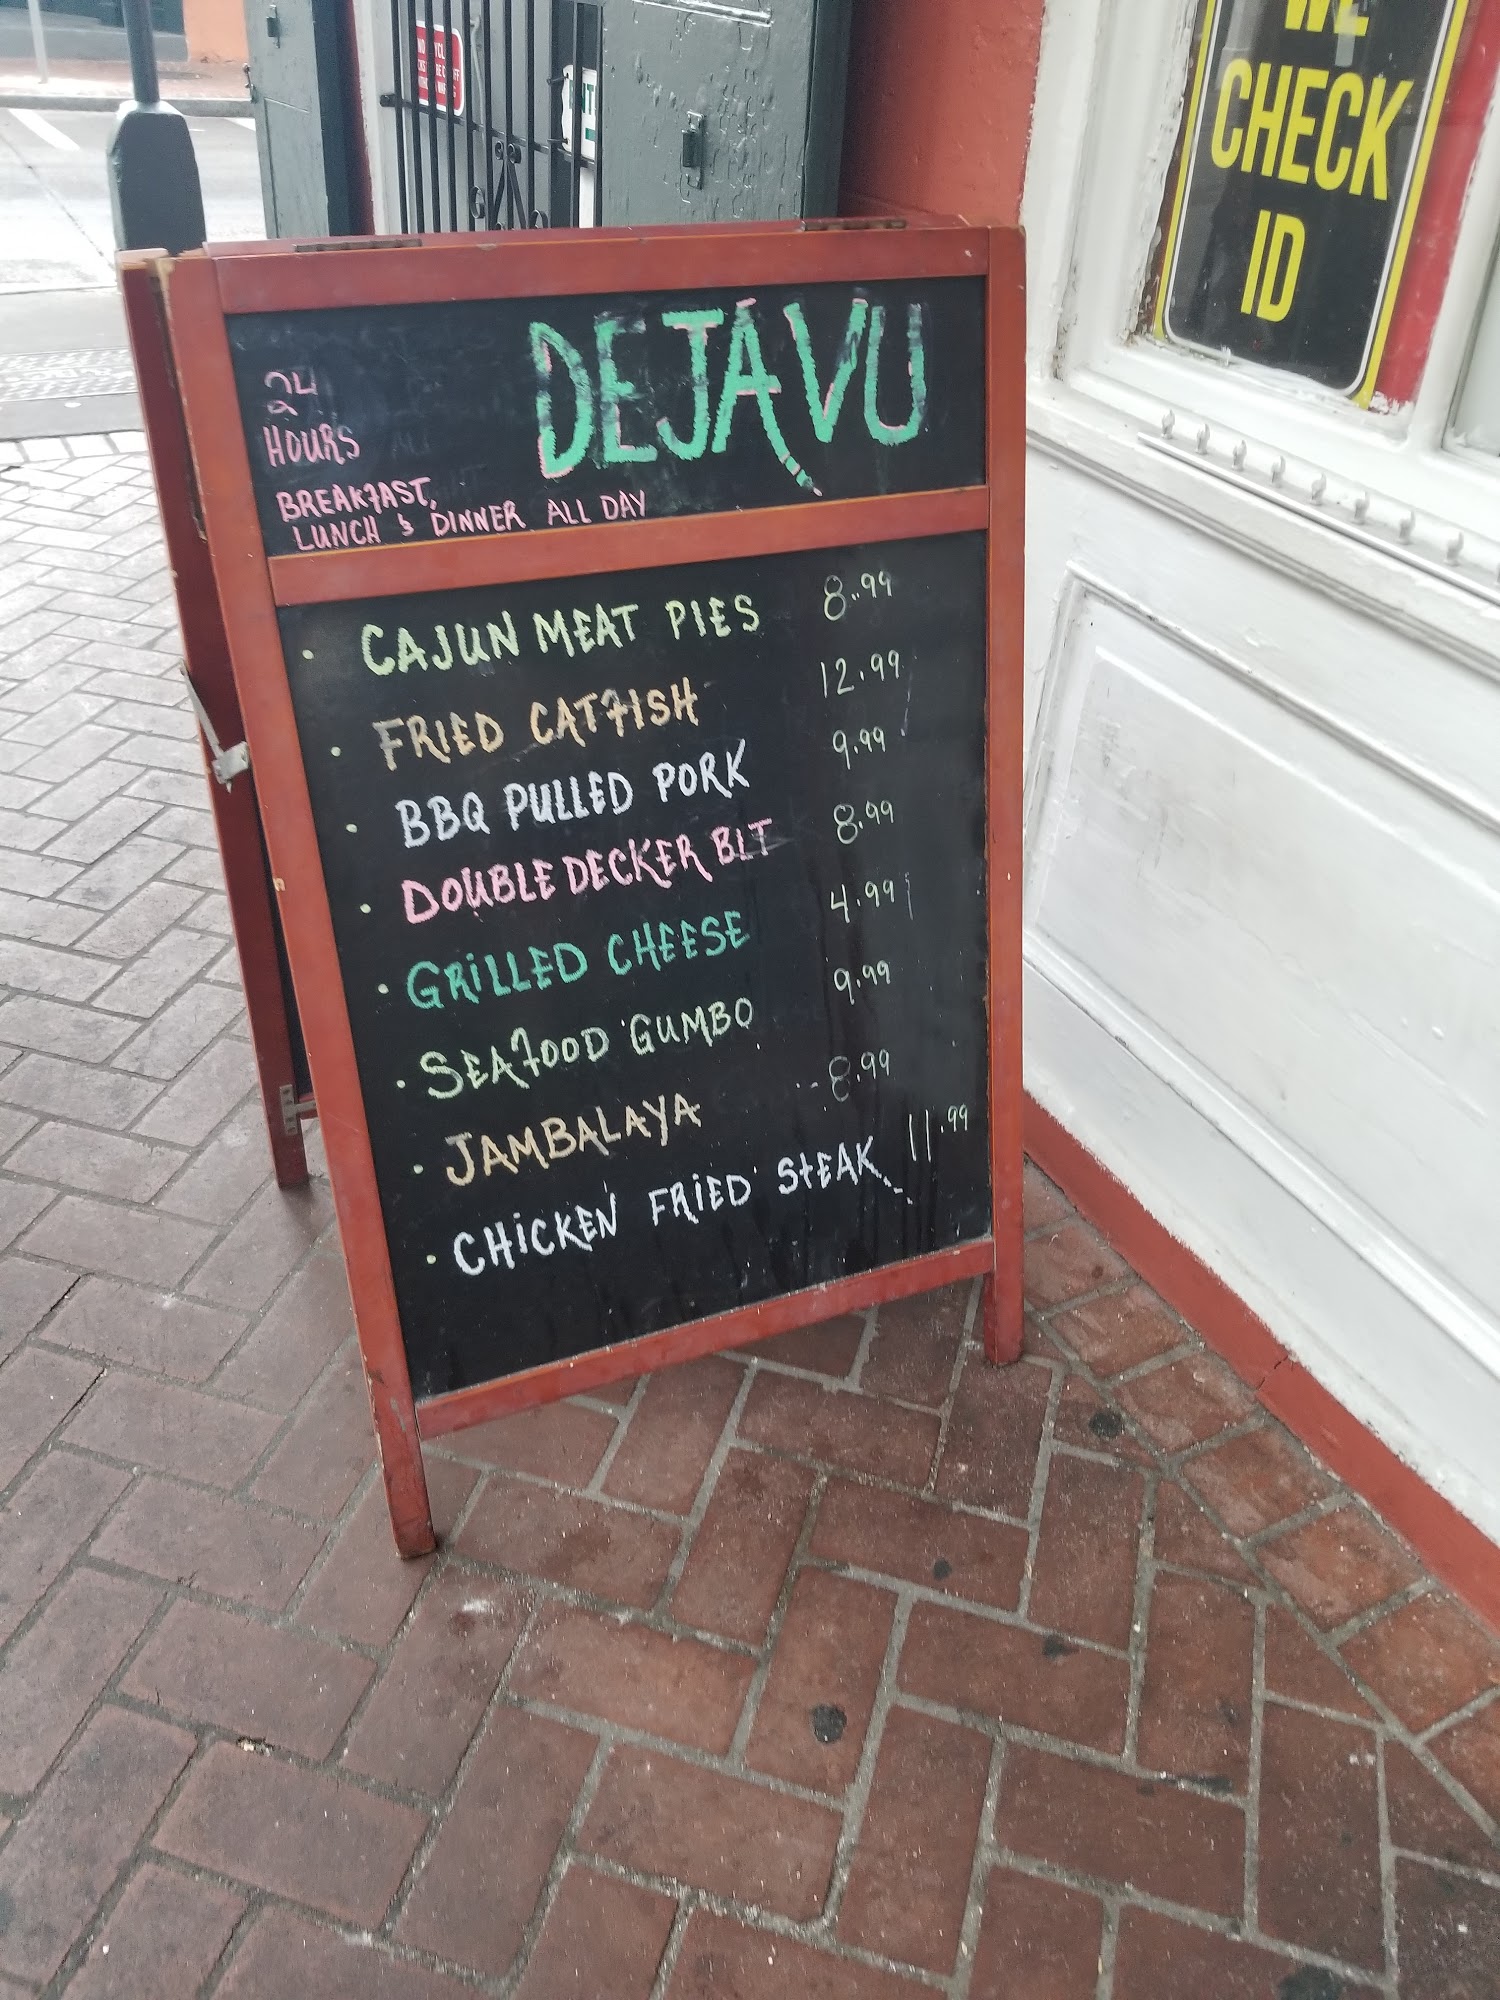 WE
CHECK
ID
24
HOURS
DEJA VU
BREAKFAST,
LUNCH & DINNER ALL DAY
· CAJUN MEAT PIES 8.99
· FRIED CATFISH 12.99
· BBQ PULLED PORK 9.99
· DOUBLE DECKER BLT 8.99
· GRILLED CHEESE 4.99
· SEAFOOD GUMBO 9.99
· JAMBALAYA 8.99
· CHICKEN FRIED STEAK... 11.99